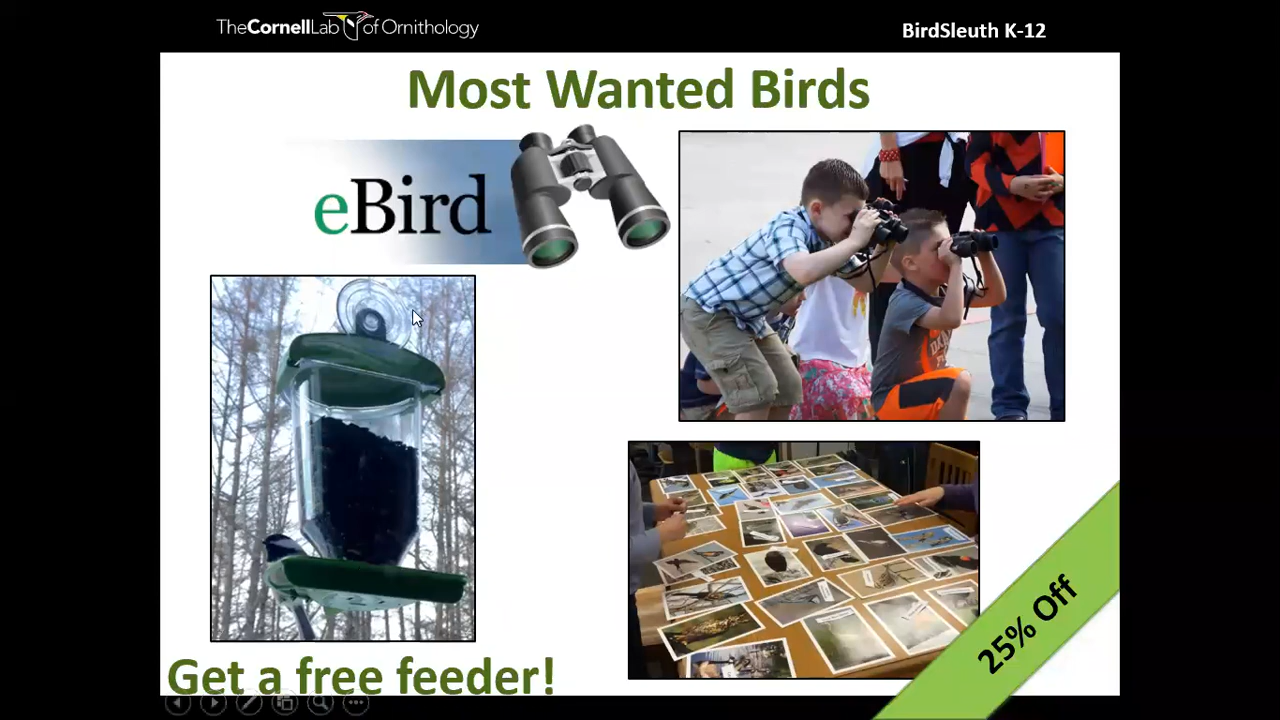 TheCornellLab of Ornithology
BirdSleuth K-12
Most Wanted Birds
eBird
25% Off
Get a free feeder!